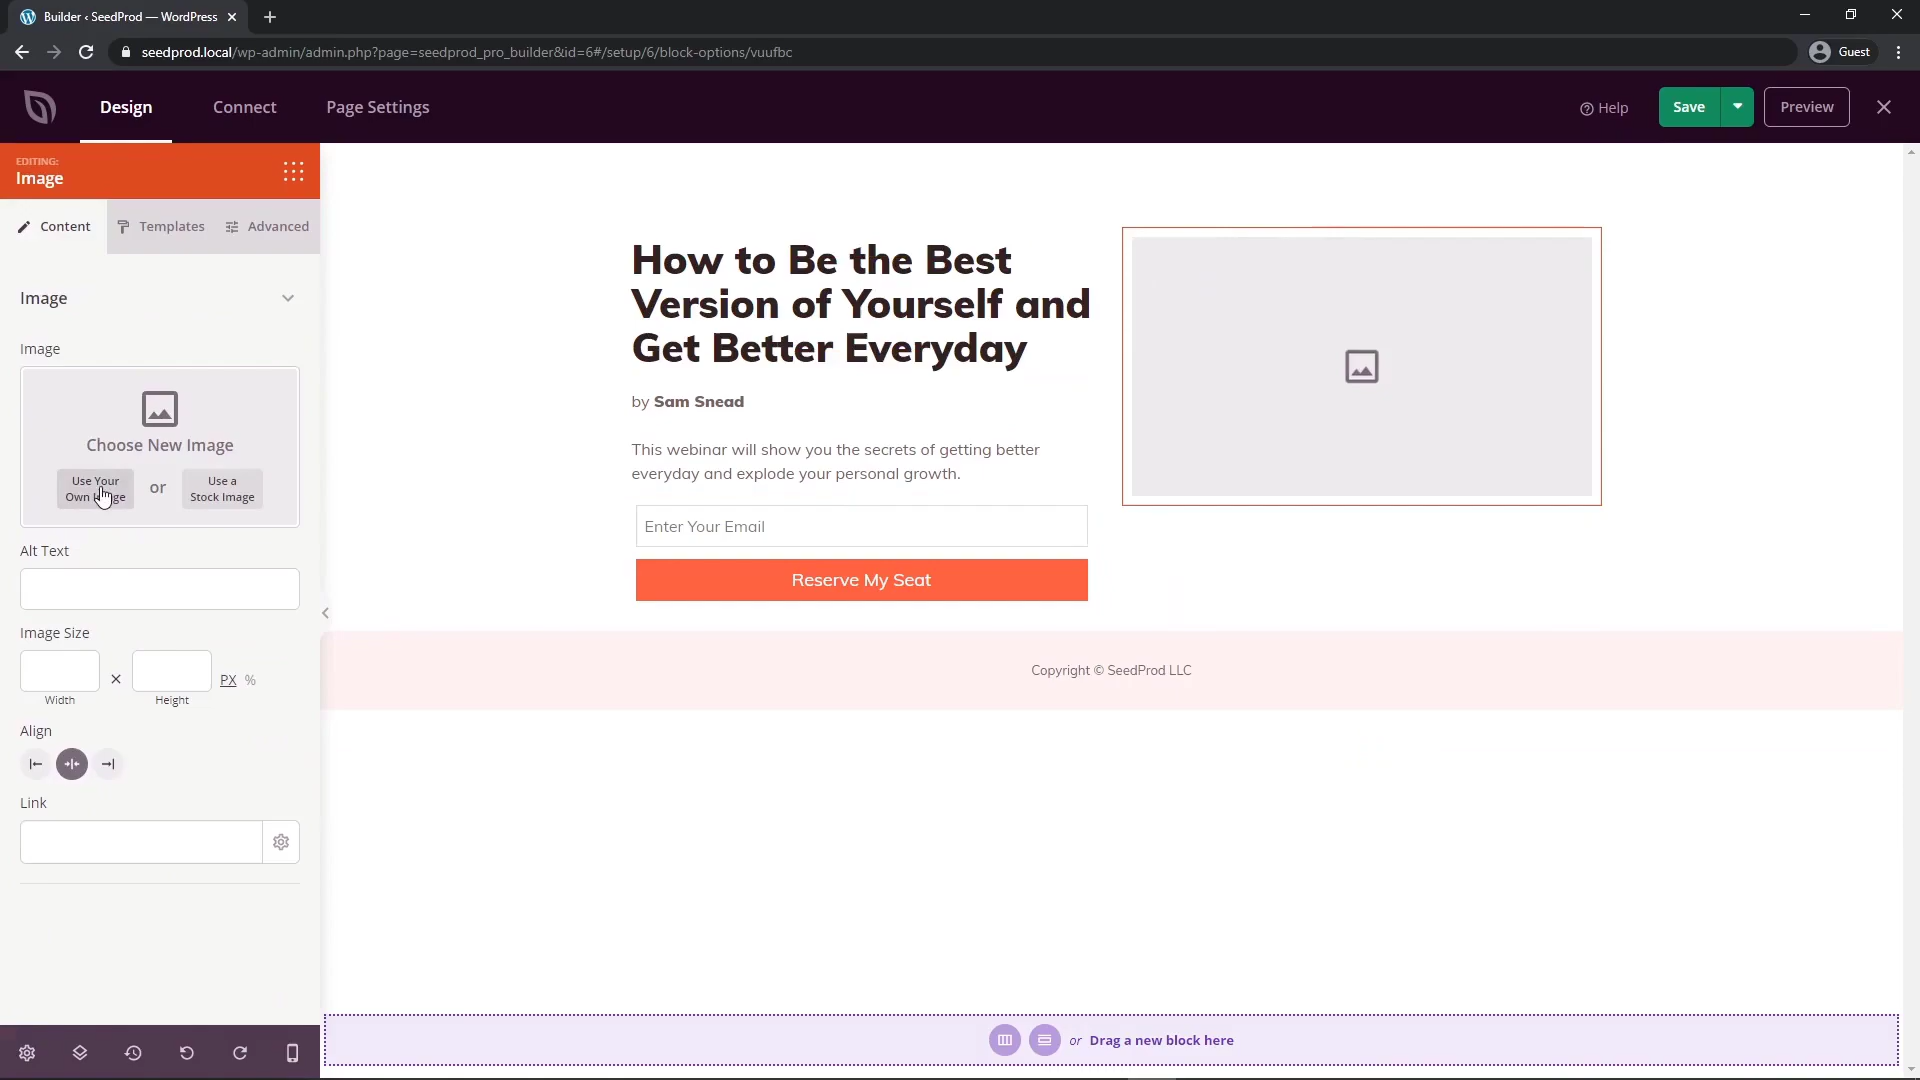 Builder ‹ SeedProd — WordPress
seedprod.local/wp-admin/admin.php?page=seedprod_pro_builder&id=6#/setup/6/block-options/vuufbc
Guest
Design
Connect
Page Settings
Help
Save
Preview
EDITING:
Image
Content
Templates
Advanced
Image
Image
Choose New Image
Use Your
Own Image
or
Use a
Stock Image
Alt Text
Image Size
PX
%
Width
Height
Align
Link
How to Be the Best
Version of Yourself and
Get Better Everyday
by Sam Snead
This webinar will show you the secrets of getting better
everyday and explode your personal growth.
Enter Your Email
Reserve My Seat
Copyright © SeedProd LLC
or Drag a new block here